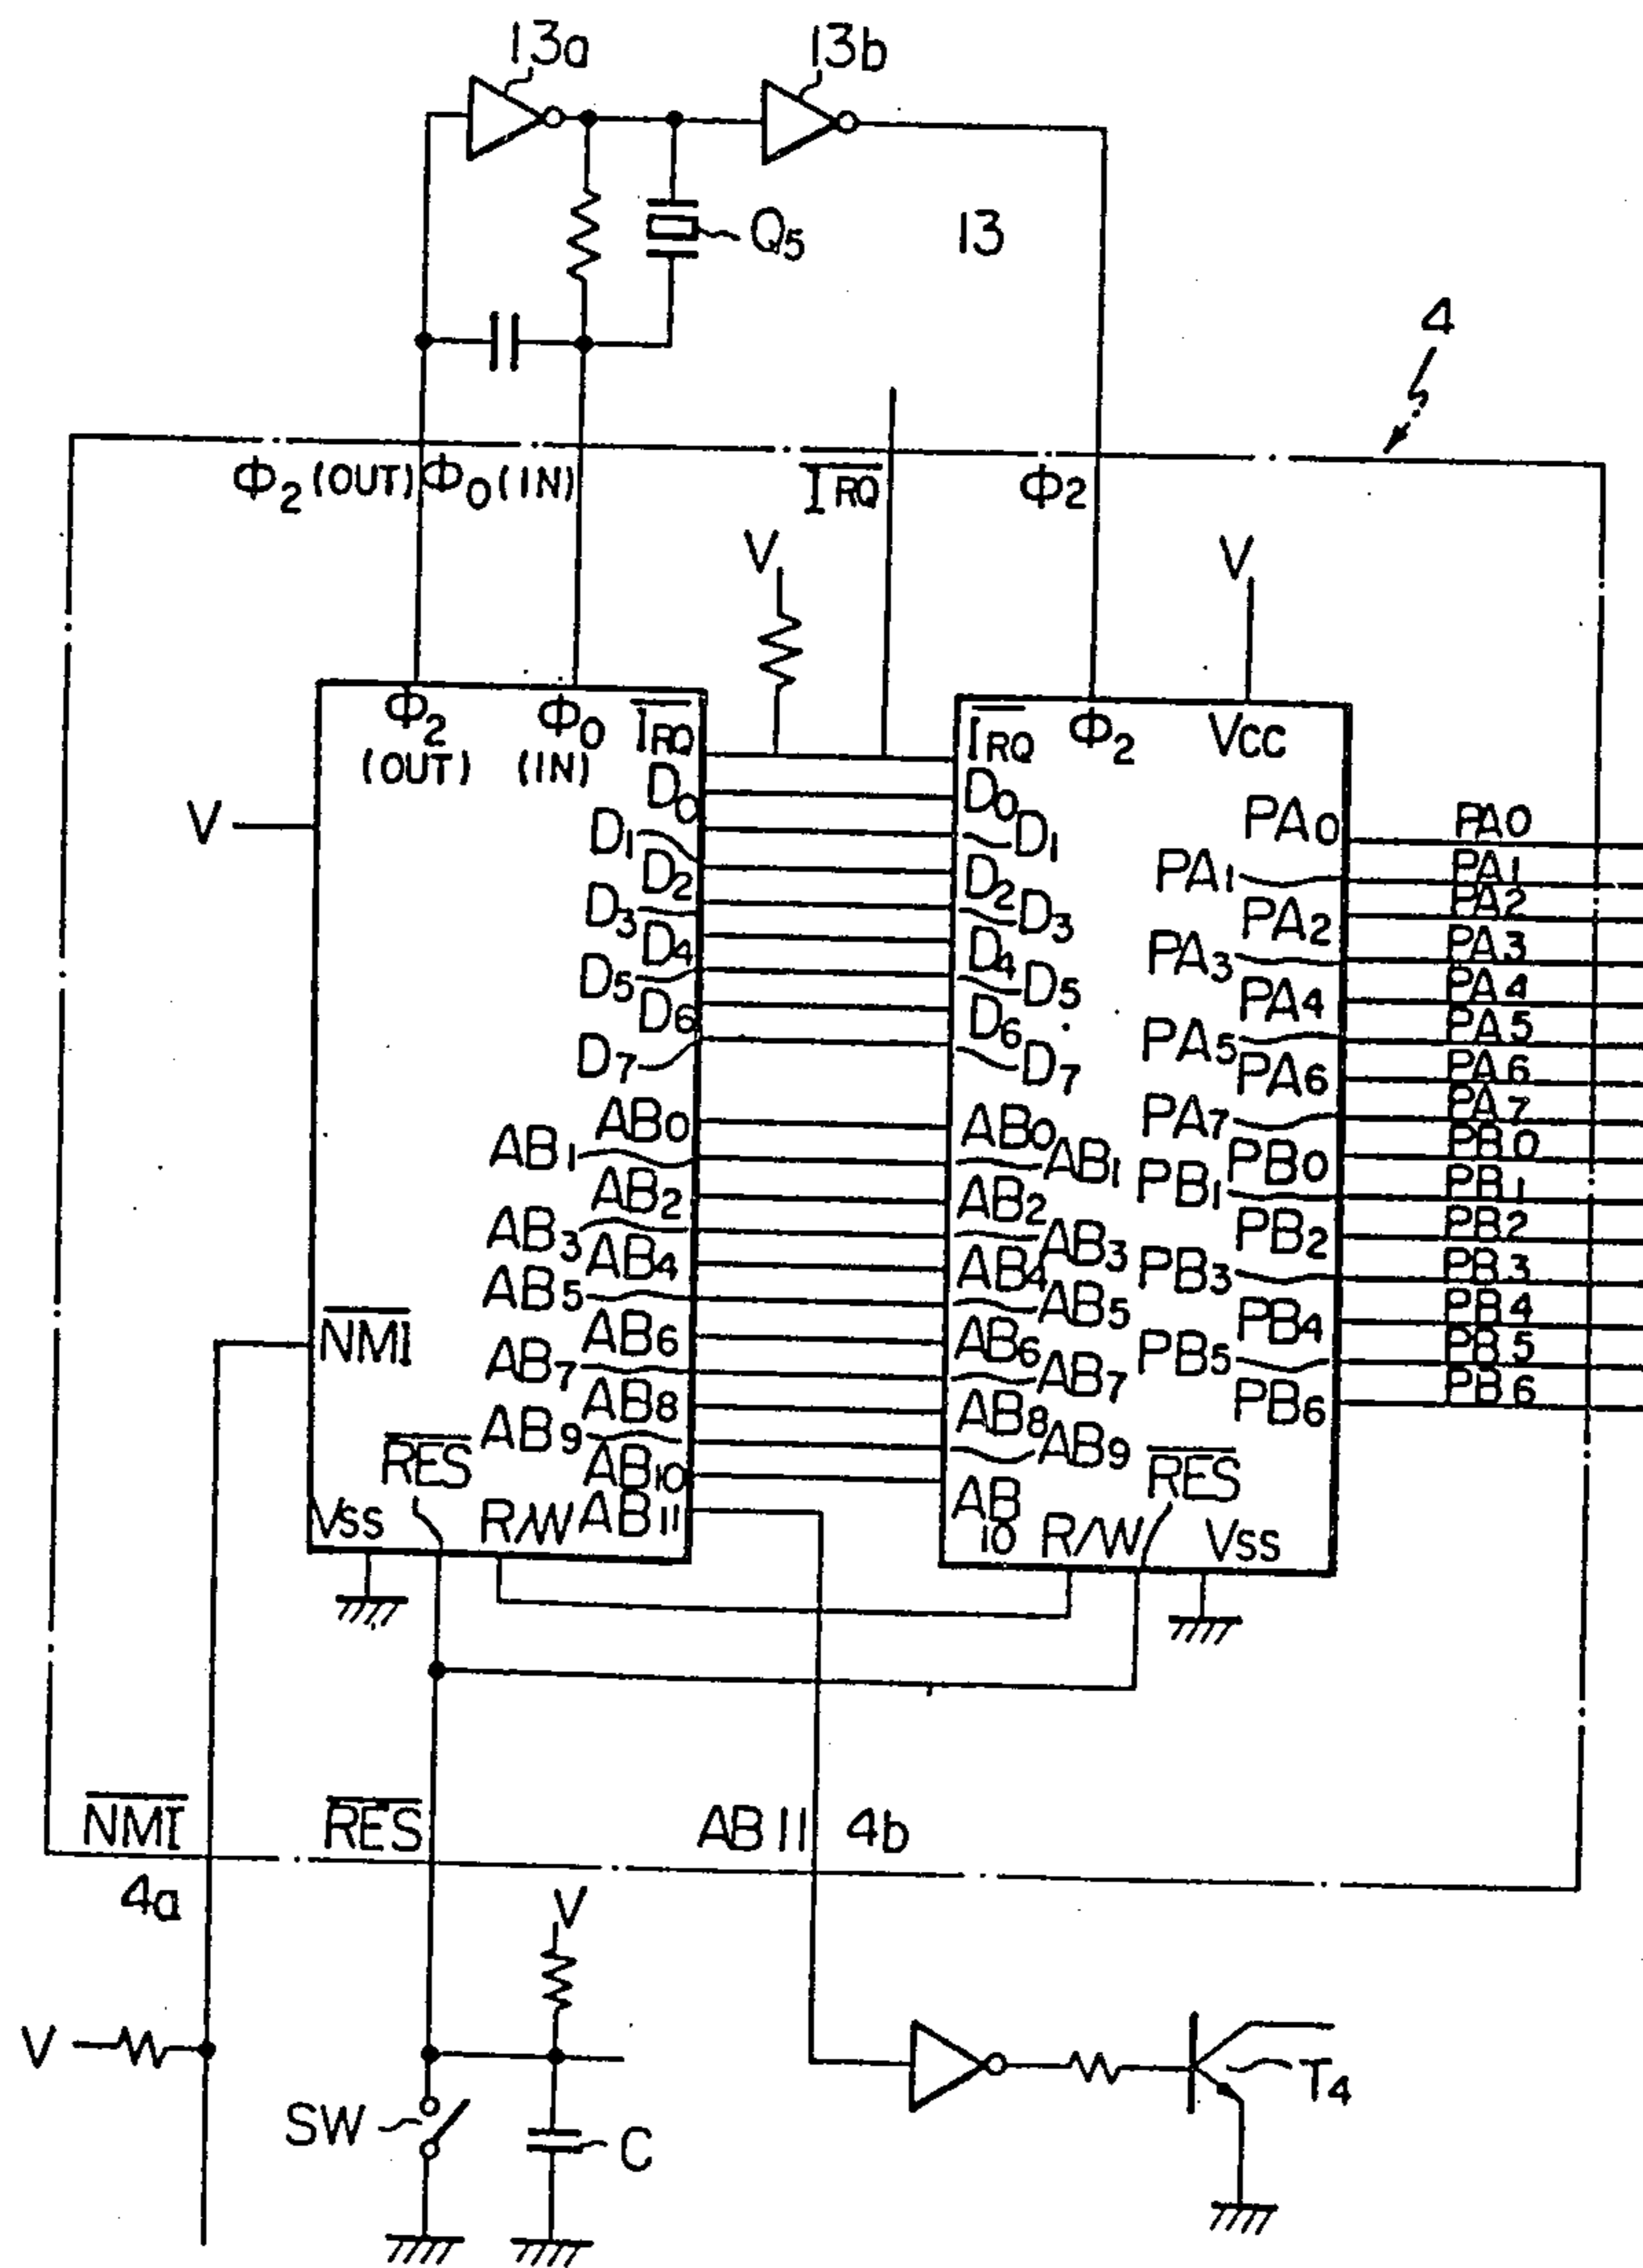 13a
13b
Q5
13
4
Φ2 (OUT) Φ0 (IN)
IRQ
Φ2
V
V
Φ2
(OUT)
Φ0
(IN)
IRQ
V
D0
D1
D2
D3
D4
D5
D6
D7
AB0
AB1
AB2
AB3
AB4
AB5
AB6
AB7
AB8
AB9
AB10
AB11
NMI
RES
Vss
R/W
IRQ
Φ2
Vcc
D0
D1
D2
D3
D4
D5
D6
D7
AB0
AB1
AB2
AB3
AB4
AB5
AB6
AB7
AB8
AB9
AB
10
R/W
RES
Vss
PA0
PA1
PA2
PA3
PA4
PA5
PA6
PA7
PB0
PB1
PB2
PB3
PB4
PB5
PB6
PA0
PA1
PA2
PA3
PA4
PA5
PA6
PA7
PB0
PB1
PB2
PB3
PB4
PB5
PB6
NMI
RES
AB11
4b
4a
V
V
SW
C
T4